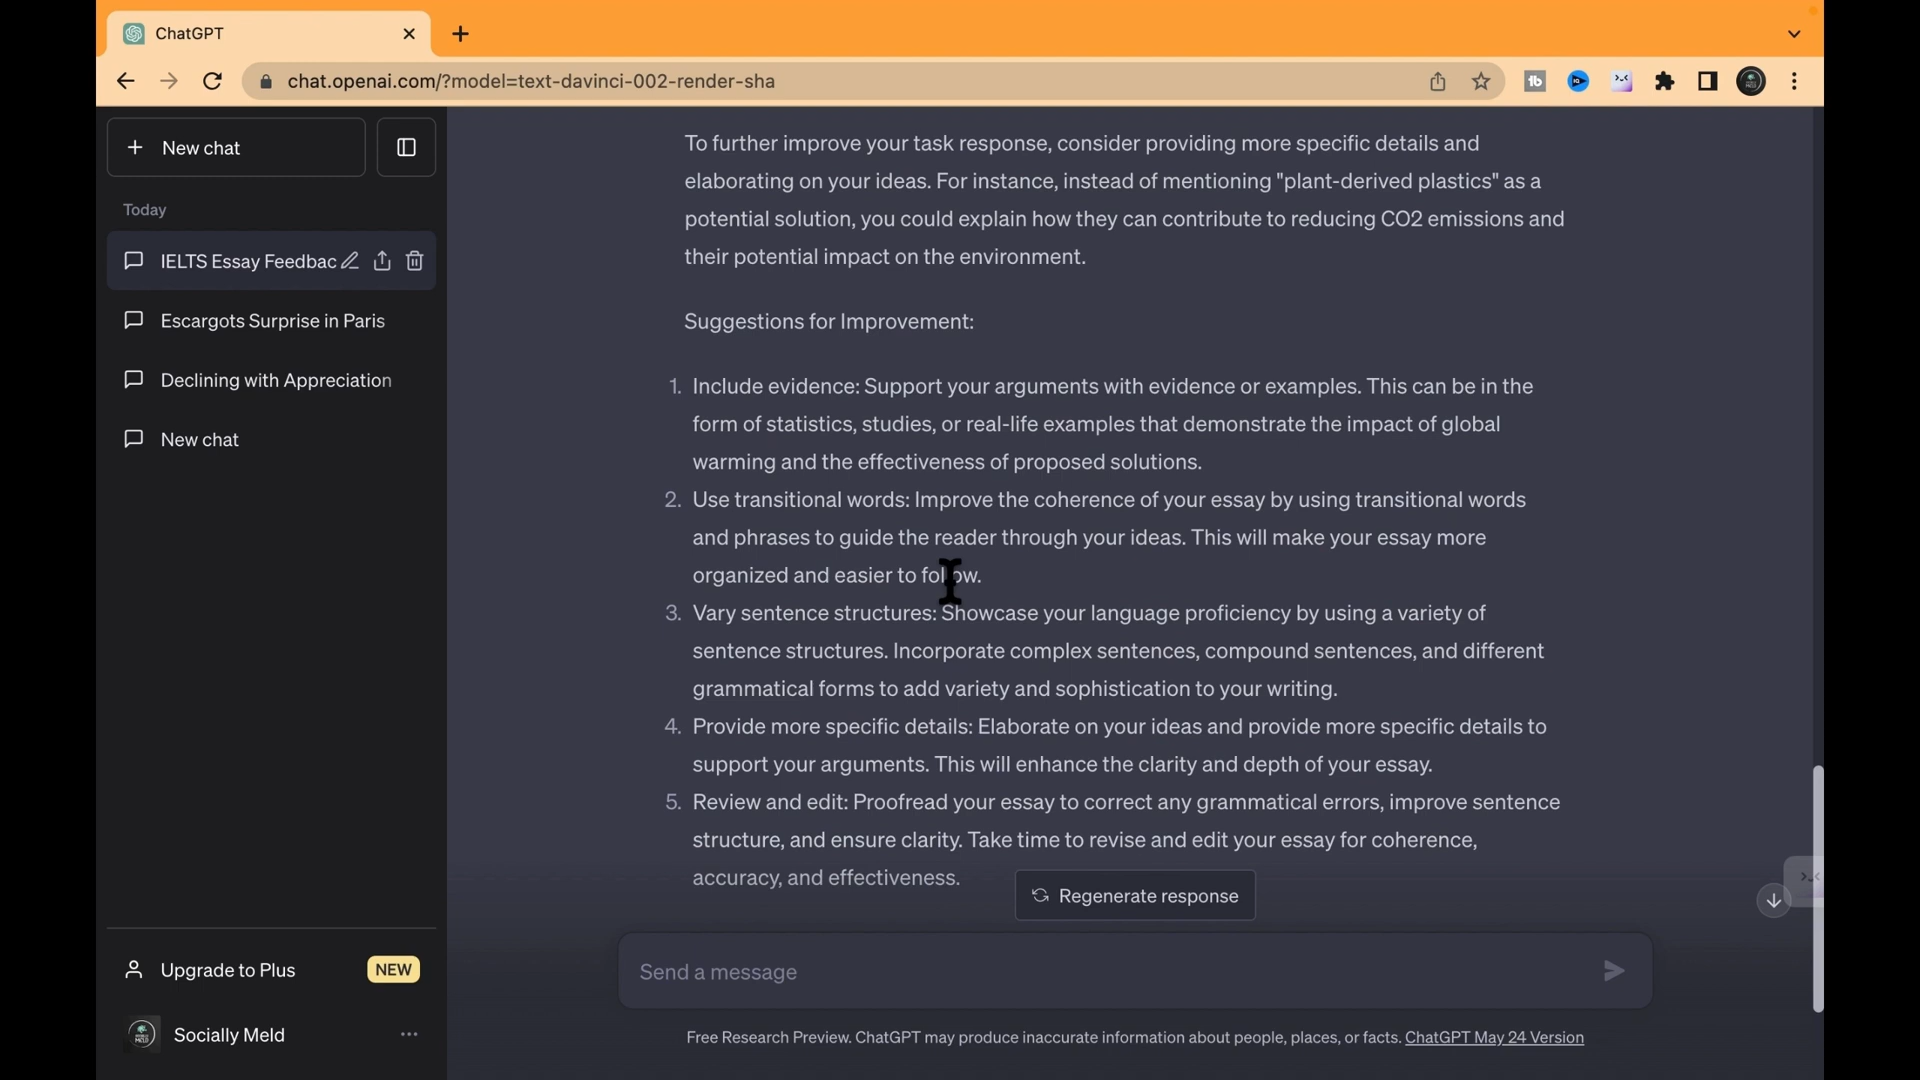 ChatGPT
chat.openai.com/?model=text-davinci-002-render-sha
New chat
Today
IELTS Essay Feedbac
Escargots Surprise in Paris
Declining with Appreciation
New chat
Upgrade to Plus NEW
Socially Meld
To further improve your task response, consider providing more specific details and
elaborating on your ideas. For instance, instead of mentioning "plant-derived plastics" as a
potential solution, you could explain how they can contribute to reducing CO2 emissions and
their potential impact on the environment.
Suggestions for Improvement:
1. Include evidence: Support your arguments with evidence or examples. This can be in the
form of statistics, studies, or real-life examples that demonstrate the impact of global
warming and the effectiveness of proposed solutions.
2. Use transitional words: Improve the coherence of your essay by using transitional words
and phrases to guide the reader through your ideas. This will make your essay more
organized and easier to follow.
3. Vary sentence structures: Showcase your language proficiency by using a variety of
sentence structures. Incorporate complex sentences, compound sentences, and different
grammatical forms to add variety and sophistication to your writing.
4. Provide more specific details: Elaborate on your ideas and provide more specific details to
support your arguments. This will enhance the clarity and depth of your essay.
5. Review and edit: Proofread your essay to correct any grammatical errors, improve sentence
structure, and ensure clarity. Take time to revise and edit your essay for coherence,
accuracy, and effectiveness.
Regenerate response
Send a message
Free Research Preview. ChatGPT may produce inaccurate information about people, places, or facts. ChatGPT May 24 Version